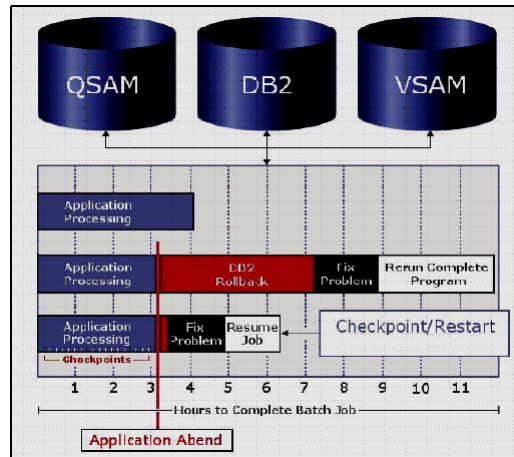 QSAM
DB2
VSAM
Application
Processing
Application
Processing
DB2
Rollback
Fix
Problem
Rerun Complete
Program
Application
Processing
Checkpoints
Fix
Problem
Resume
Job
Checkpoint/Restart
1 2 3 4 5 6 7 8 9 10 11
Hours to Complete Batch Job
Application Abend